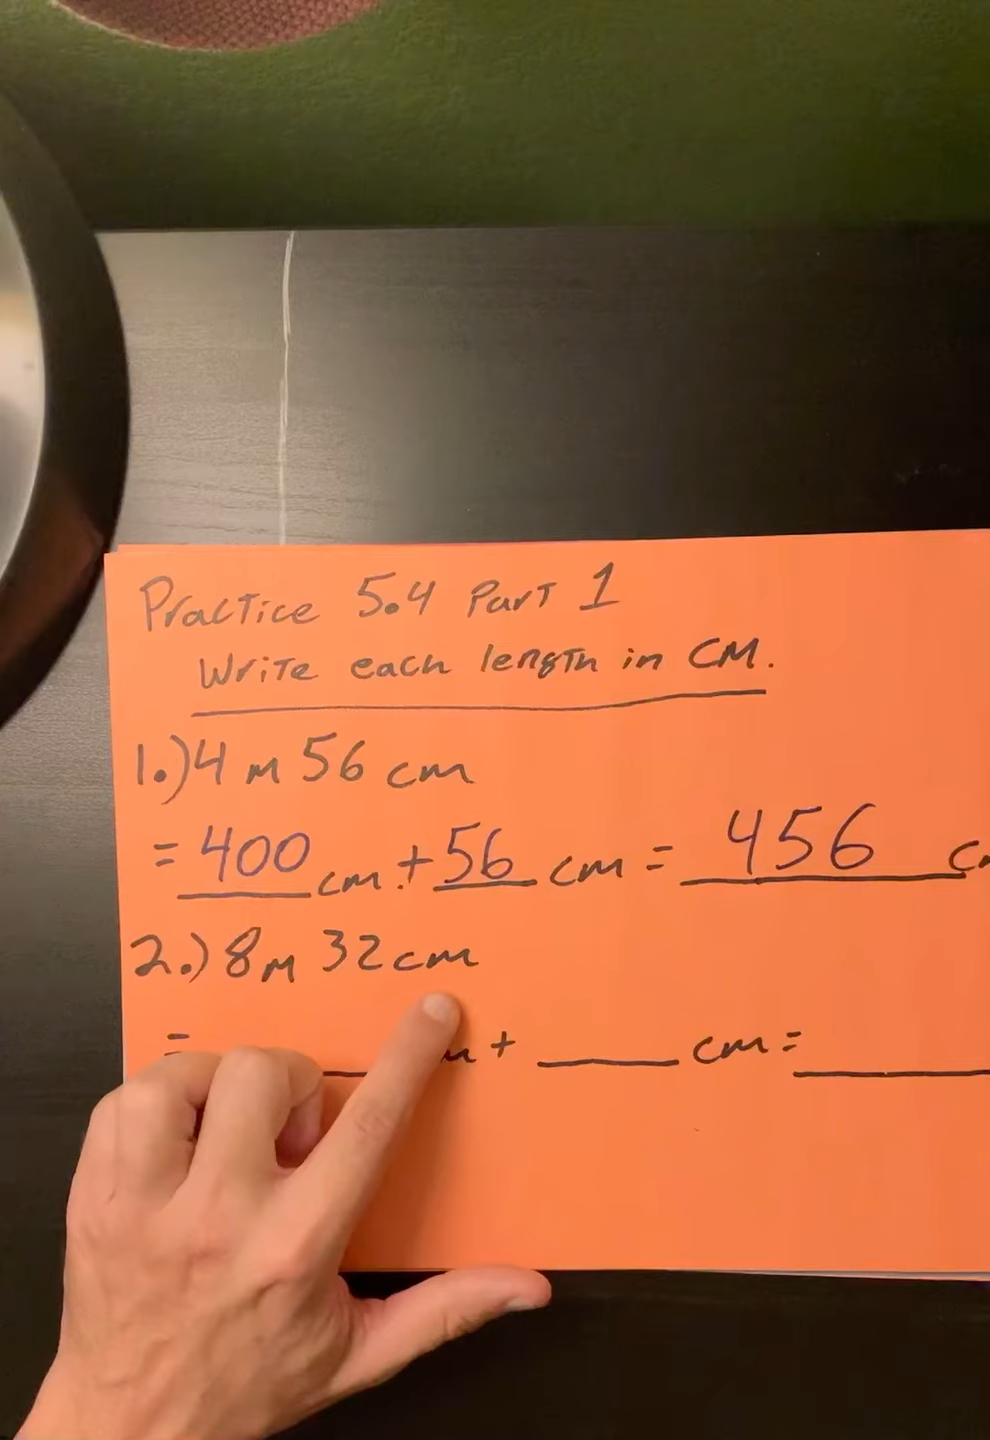 Practice 5.4 Part 1
Write each length in CM.
1.) 4 m 56 cm
= 400 cm. + 56 cm = 456
2.) 8 m 32 cm
= + ___ cm = ___